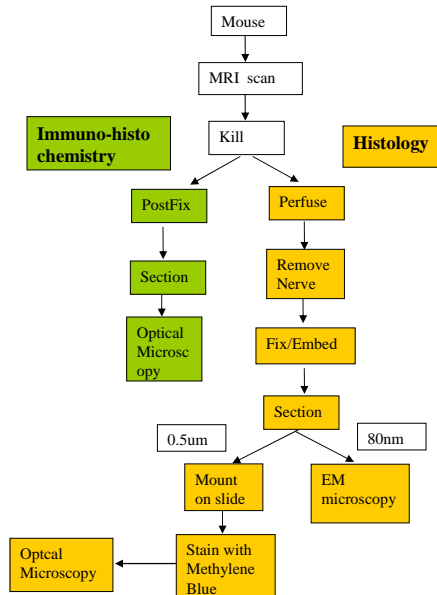 Mouse
MRI scan
Immuno-histo
chemistry
Kill
Histology
PostFix
Perfuse
Section
Remove
Nerve
Optical
Microsc
opy
Fix/Embed
Section
0.5um
80nm
Mount
on slide
EM
microscopy
Optcal
Microscopy
Stain with
Methylene
Blue